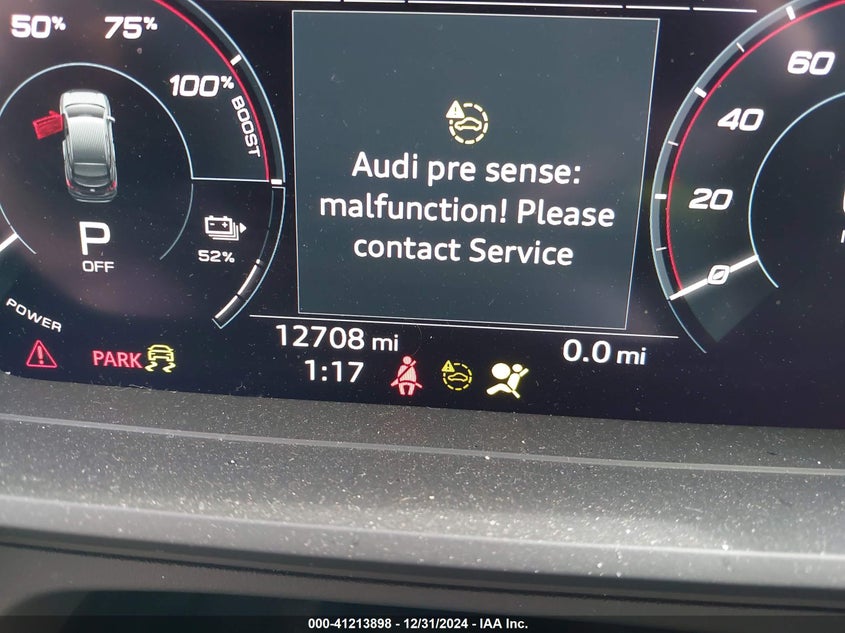 50% 75%
100%
BOOST
60
40
20
0
P
OFF
52%
POWER
Audi pre sense:
malfunction! Please
contact Service
12708 mi
0.0 mi
PARK
1:17
000-41213898 - 12/31/2024 - IAA Inc.